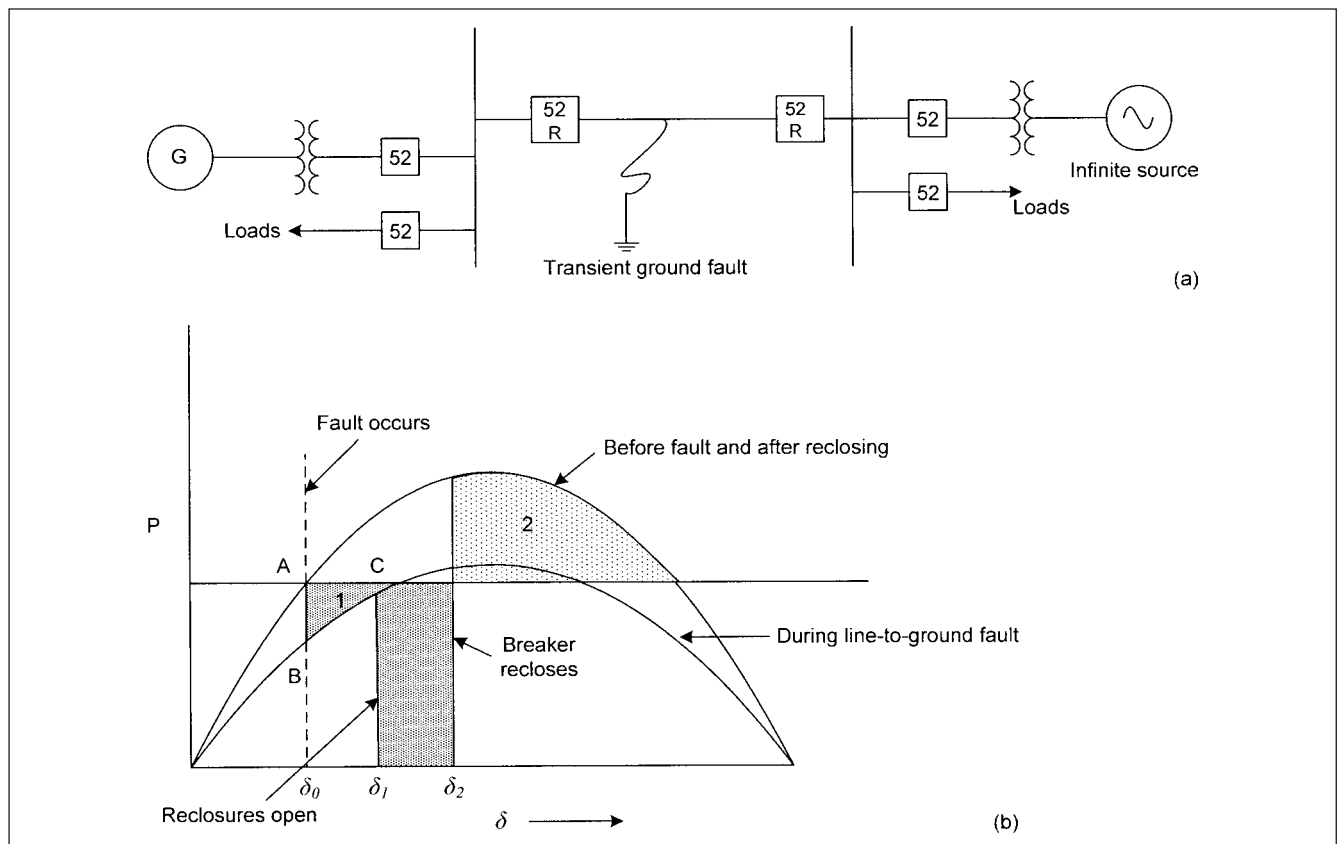 52
R
52
R
52
G
52
Infinite source
52
Loads
52
Loads
Transient ground fault
(a)
Fault occurs
Before fault and after reclosing
2
P
A
C
1
During line-to-ground fault
Breaker
recloses
B
δ0
δ1
δ2
Reclosures open
δ
(b)